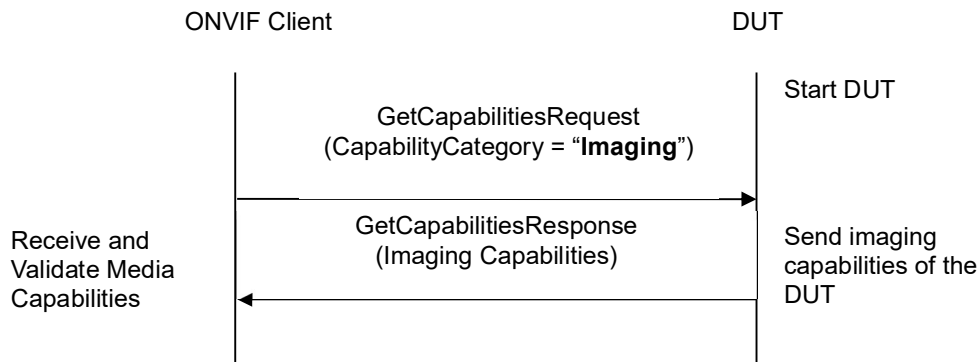 ONVIF Client
DUT
Start DUT
GetCapabilitiesRequest
(CapabilityCategory = “Imaging”)
GetCapabilitiesResponse
(Imaging Capabilities)
Receive and
Validate Media
Capabilities
Send imaging
capabilities of the
DUT